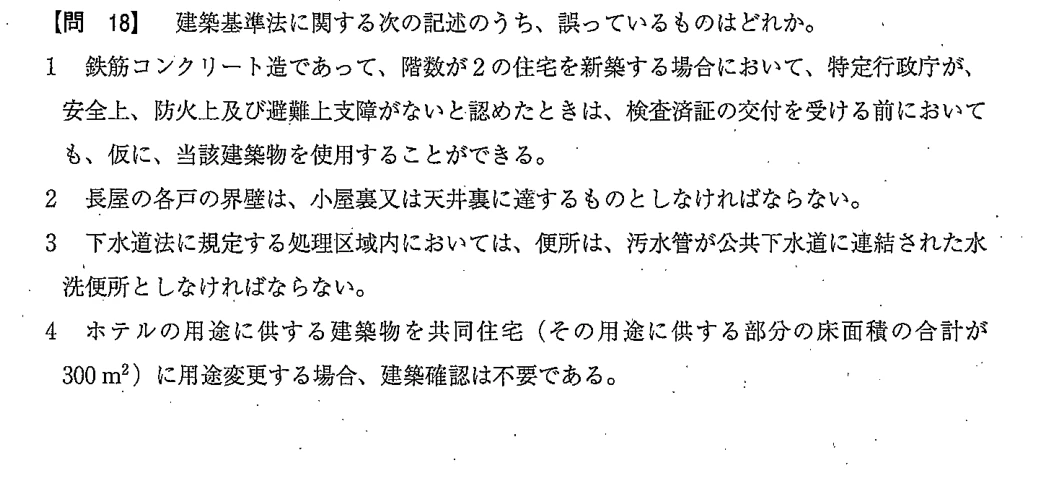 【問 18】 建築基準法に関する次の記述のうち、誤っているものはどれか。
1 鉄筋コンクリート造であって、階数が2の住宅を新築する場合において、特定行政庁が、
安全上、防火上及び避難上支障がないと認めたときは、検査済証の交付を受ける前において
も、仮に、当該建築物を使用することができる。
2 長屋の各戸の界壁は、小屋裏又は天井裏に達するものとしなければならない。
3 下水道法に規定する処理区域内においては、便所は、汚水管が公共下水道に連結された水
洗便所としなければならない。
4 ホテルの用途に供する建築物を共同住宅(その用途に供する部分の床面積の合計が
300 m²)に用途変更する場合、建築確認は不要である。